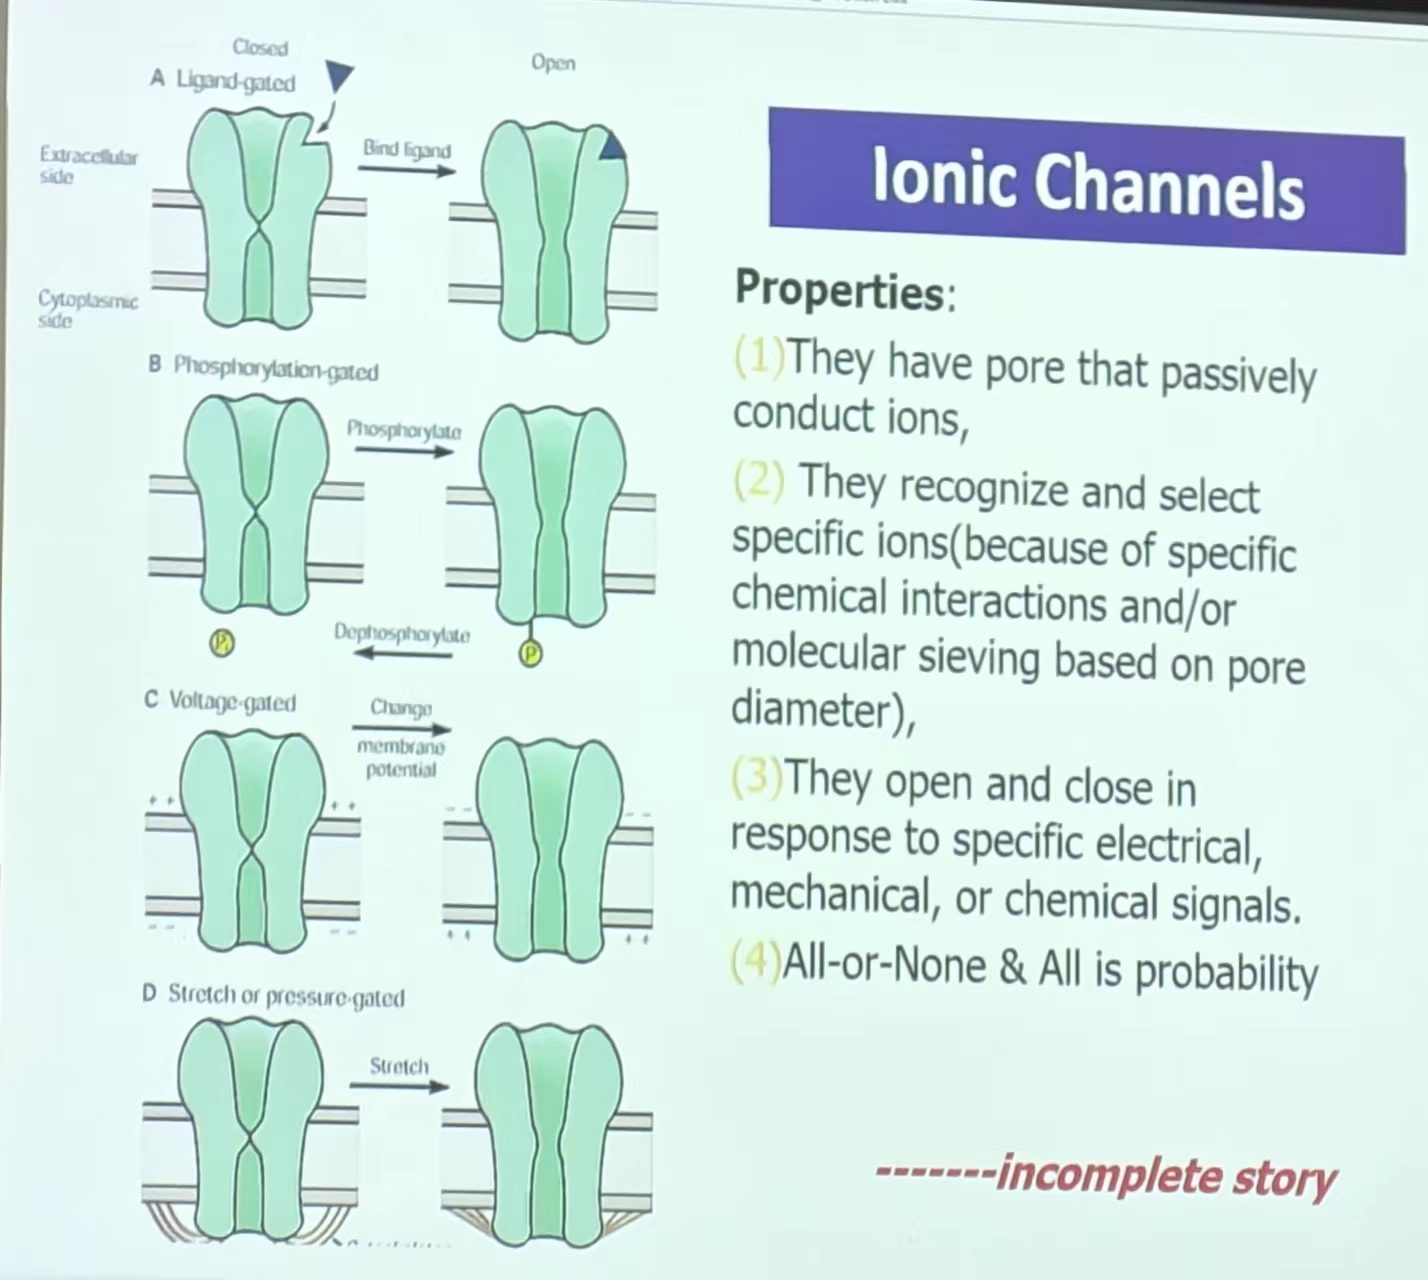 Closed
Open
A Ligand-gated
Extracellular
side
Bind ligand
Cytoplasmic
side
B Phosphorylation-gated
Phosphorylate
Dephosphorylate
Pi
P
C Voltage-gated
Change
membrane
potential
+ +
+ +
- -
- -
- -
- -
+ +
+ +
D Stretch or pressure-gated
Stretch
Ionic Channels
Properties:
(1)They have pore that passively
conduct ions,
(2) They recognize and select
specific ions(because of specific
chemical interactions and/or
molecular sieving based on pore
diameter),
(3)They open and close in
response to specific electrical,
mechanical, or chemical signals.
(4)All-or-None & All is probability
-------incomplete story